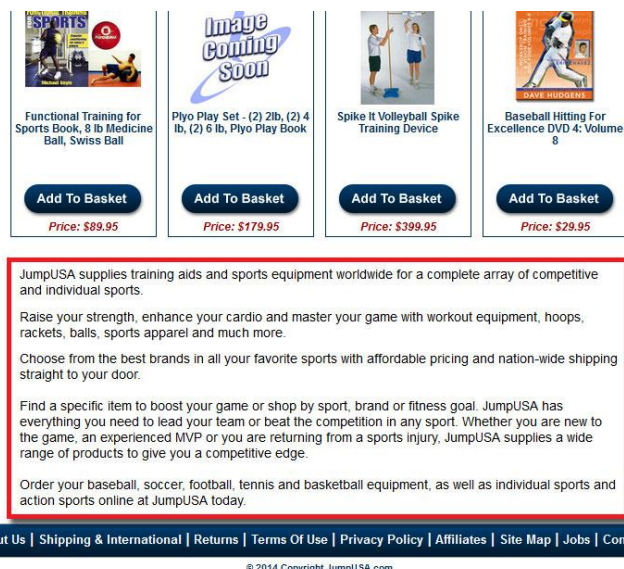 SPORTS
Michael Boyle
Image
Coming
Soon
DAVE HUDGENS
Functional Training for
Sports Book, 8 lb Medicine
Ball, Swiss Ball
Plyo Play Set - (2) 2lb, (2) 4
lb, (2) 6 lb, Plyo Play Book
Spike It Volleyball Spike
Training Device
Baseball Hitting For
Excellence DVD 4: Volume
8
Add To Basket
Add To Basket
Add To Basket
Add To Basket
Price: $89.95
Price: $179.95
Price: $399.95
Price: $29.95
JumpUSA supplies training aids and sports equipment worldwide for a complete array of competitive
and individual sports.
Raise your strength, enhance your cardio and master your game with workout equipment, hoops,
rackets, balls, sports apparel and much more.
Choose from the best brands in all your favorite sports with affordable pricing and nation-wide shipping
straight to your door.
Find a specific item to boost your game or shop by sport, brand or fitness goal. JumpUSA has
everything you need to lead your team or beat the competition in any sport. Whether you are new to
the game, an experienced MVP or you are returning from a sports injury, JumpUSA supplies a wide
range of products to give you a competitive edge.
Order your baseball, soccer, football, tennis and basketball equipment, as well as individual sports and
action sports online at JumpUSA today.
ut Us | Shipping & International | Returns | Terms Of Use | Privacy Policy | Affiliates | Site Map | Jobs | Con
© 2014 Copyright JumpUSA.com